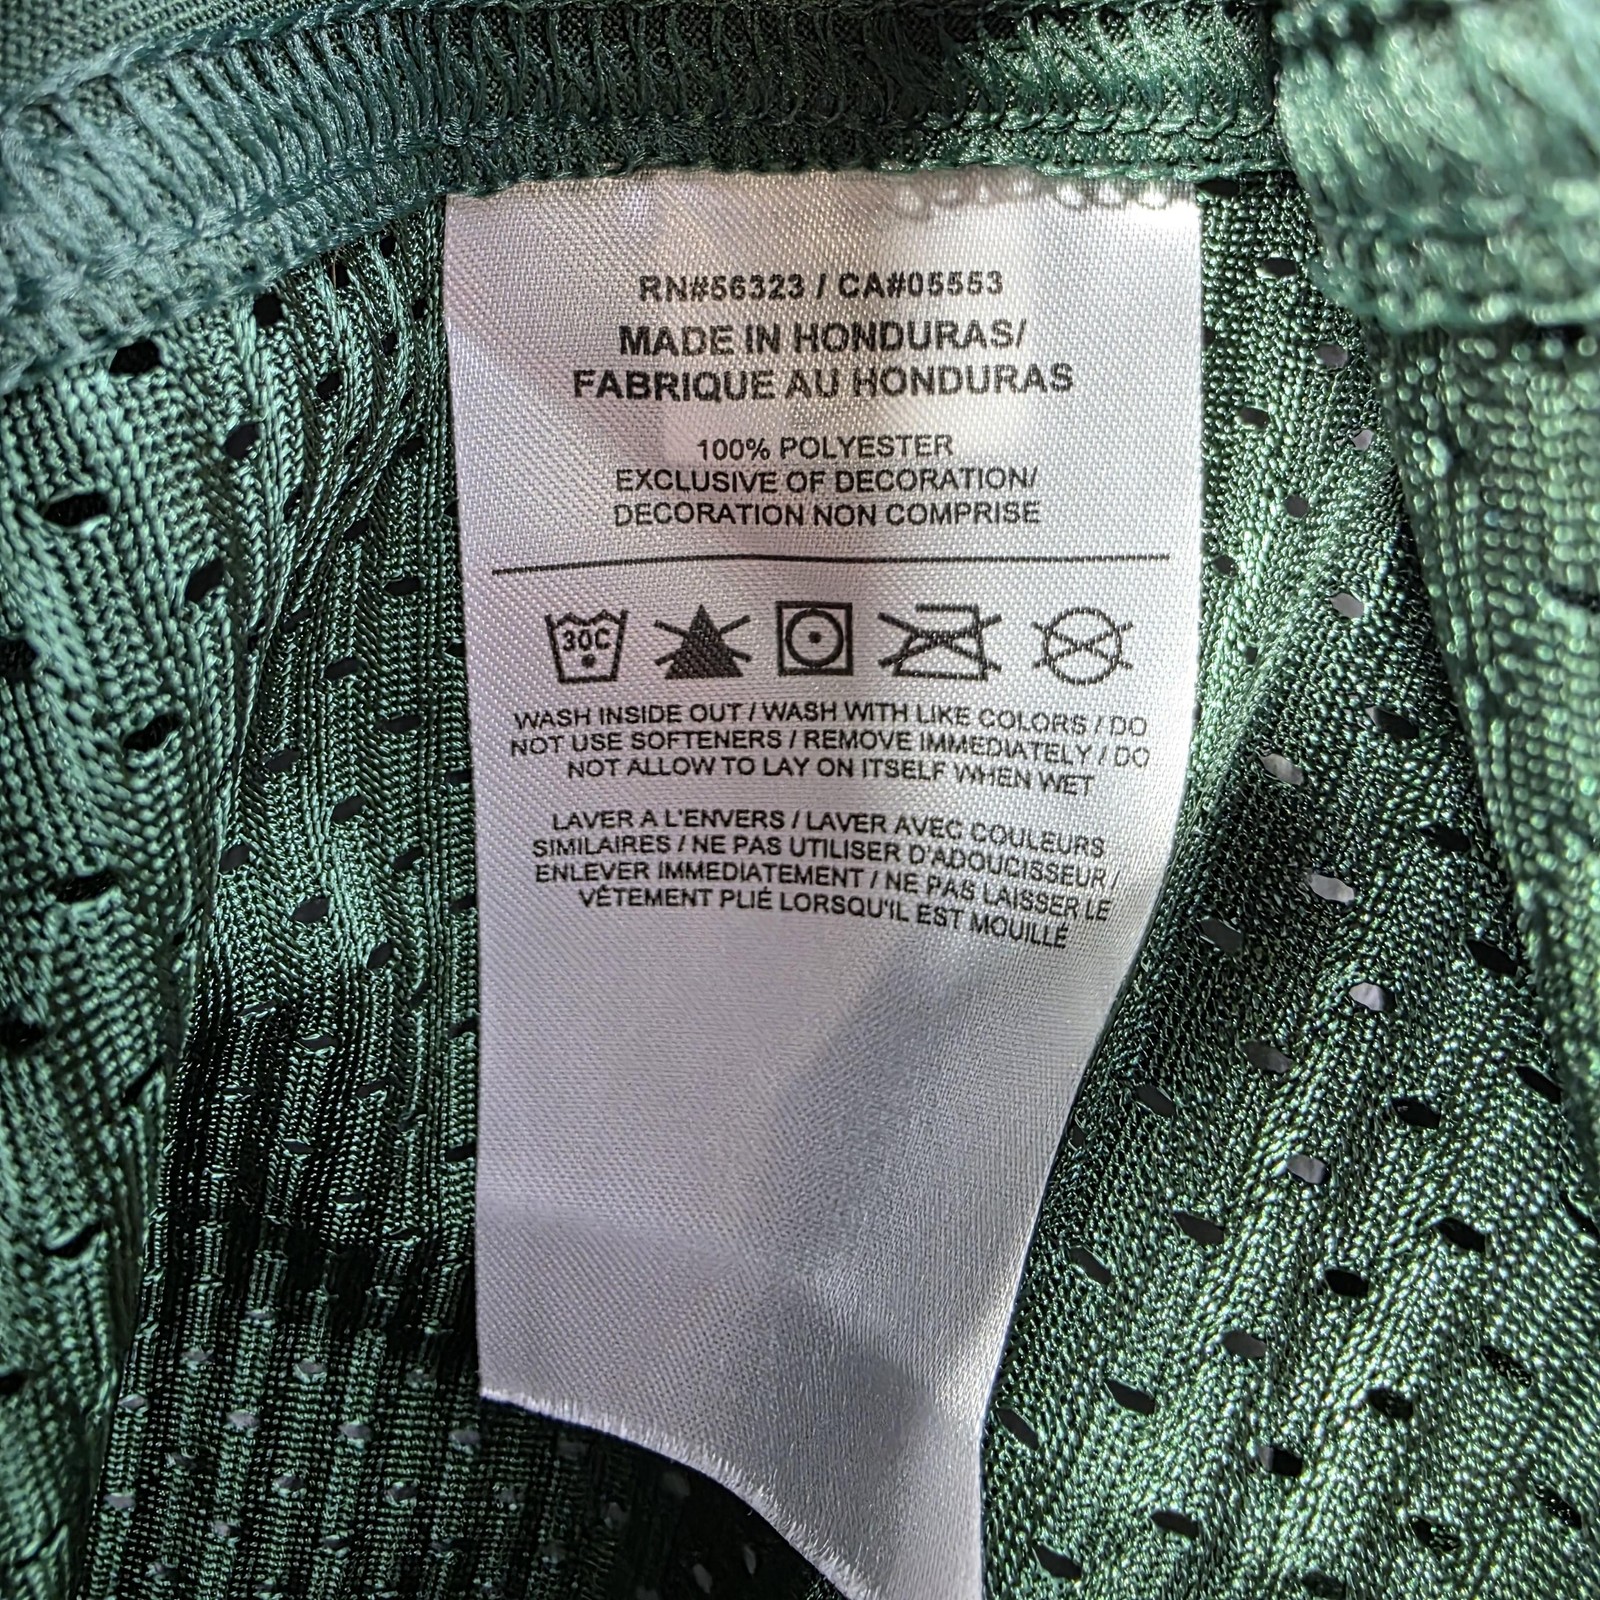 RN#56323 / CA#05553
MADE IN HONDURAS/
FABRIQUE AU HONDURAS
100% POLYESTER
EXCLUSIVE OF DECORATION/
DECORATION NON COMPRISE
30C
WASH INSIDE OUT / WASH WITH LIKE COLORS / DO
NOT USE SOFTENERS / REMOVE IMMEDIATELY / DO
NOT ALLOW TO LAY ON ITSELF WHEN WET
LAVER A L'ENVERS / LAVER AVEC COULEURS
SIMILAIRES / NE PAS UTILISER D'ADOUCISSEUR /
ENLEVER IMMEDIATEMENT / NE PAS LAISSER LE
VÊTEMENT PLIÉ LORSQU'IL EST MOUILLÉ